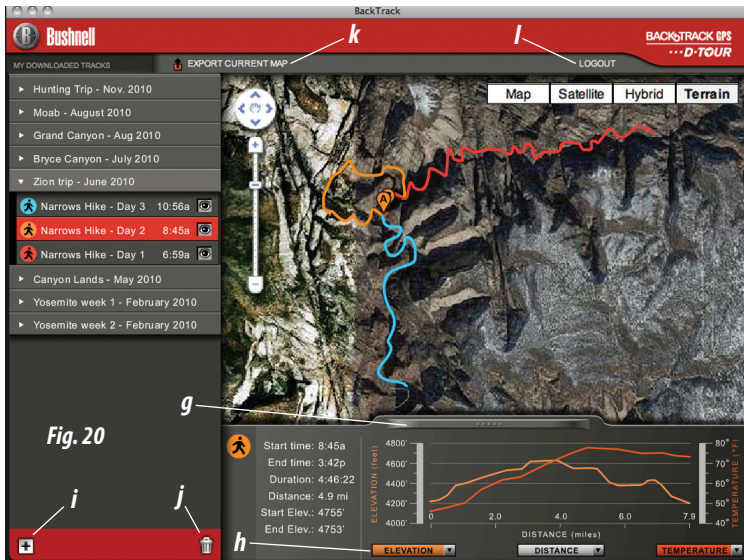 BackTrack
k
l
B Bushnell
BACKTRACK GPS
D-TOUR
MY DOWNLOADED TRACKS
EXPORT CURRENT MAP
LOGOUT
Hunting Trip - Nov. 2010
Moab - August 2010
Grand Canyon - Aug 2010
Bryce Canyon - July 2010
Zion trip - June 2010
Narrows Hike - Day 3 10:56a
Narrows Hike - Day 2 8:45a
Narrows Hike - Day 1 6:59a
Canyon Lands - May 2010
Yosemite week 1 - February 2010
Yosemite week 2 - February 2010
Map Satellite Hybrid Terrain
A
g
Fig. 20
i
j
h
Start time: 8:45a
End time: 3:42p
Duration: 4:46:22
Distance: 4.9 mi
Start Elev.: 4755'
End Elev.: 4753'
ELEVATION (feet)
4800'
4600'
4400'
4200'
4000'
80°
70°
60°
50°
40°
TEMPERATURE (°F)
0 2.0 4.0 6.0 7.9
DISTANCE (miles)
ELEVATION DISTANCE TEMPERATURE